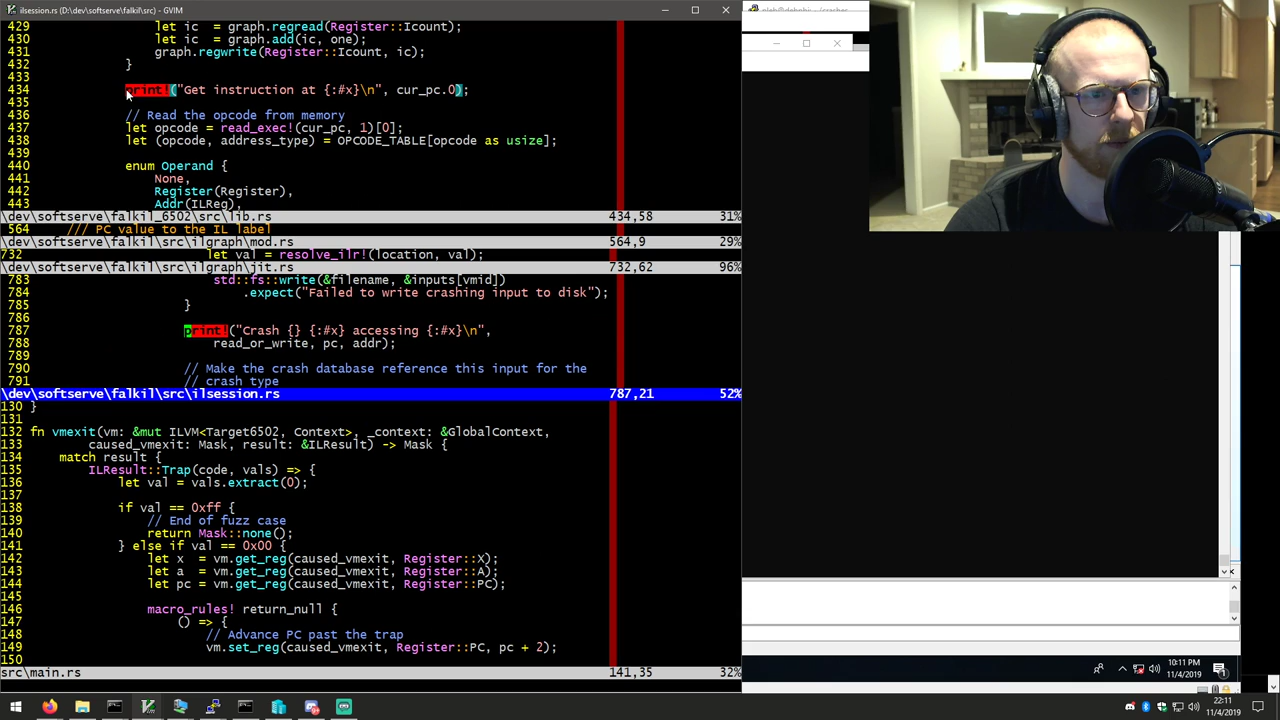 ilsession.rs (D:\dev\softserve\falkil\src) - GVIM
429 let ic = graph.regread(Register::Icount);
430 let ic = graph.add(ic, one);
431 graph.regwrite(Register::Icount, ic);
432 }
433
434 print!("Get instruction at {:#x}\n", cur_pc.0);
435
436 // Read the opcode from memory
437 let opcode = read_exec!(cur_pc, 1)[0];
438 let (opcode, address_type) = OPCODE_TABLE[opcode as usize];
439
440 enum Operand {
441 None,
442 Register(Register),
443 Addr(ILReg),
\dev\softserve\falkil_6502\src\lib.rs 434,58 31%
564 /// PC value to the IL label
\dev\softserve\falkil\src\ilgraph\mod.rs 564,9 29%
732 let val = resolve_ilr!(location, val);
\dev\softserve\falkil\src\ilgraph\jit.rs 732,62 96%
783 std::fs::write(&filename, &inputs[vmid])
784 .expect("Failed to write crashing input to disk");
785 }
786
787 print!("Crash {} {:#x} accessing {:#x}\n",
788 read_or_write, pc, addr);
789
790 // Make the crash database reference this input for the
791 // crash type
\dev\softserve\falkil\src\ilsession.rs 787,21 52%
130 }
131
132 fn vmexit(vm: &mut ILVM<Target6502, Context>, _context: &GlobalContext,
133 caused_vmexit: Mask, result: &ILResult) -> Mask {
134 match result {
135 ILResult::Trap(code, vals) => {
136 let val = vals.extract(0);
137
138 if val == 0xff {
139 // End of fuzz case
140 return Mask::none();
141 } else if val == 0x00 {
142 let x = vm.get_reg(caused_vmexit, Register::X);
143 let a = vm.get_reg(caused_vmexit, Register::A);
144 let pc = vm.get_reg(caused_vmexit, Register::PC);
145
146 macro_rules! return_null {
147 () => {
148 // Advance PC past the trap
149 vm.set_reg(caused_vmexit, Register::PC, pc + 2);
150
src\main.rs 141,35 32%
10:11 PM
11/4/2019
22:11
11/4/2019